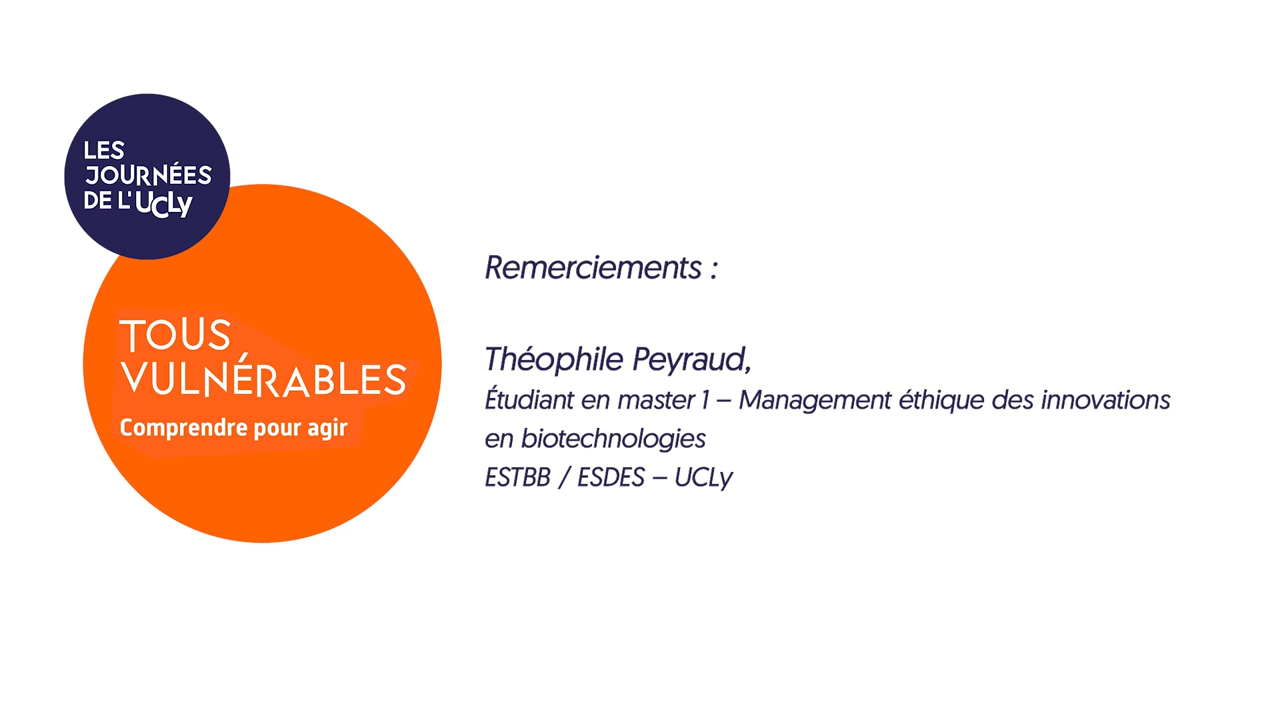 LES
JOURNÉES
DE L'UCLy
TOUS
VULNÉRABLES
Comprendre pour agir
Remerciements :
Théophile Peyraud,
Étudiant en master 1 – Management éthique des innovations
en biotechnologies
ESTBB / ESDES – UCLy